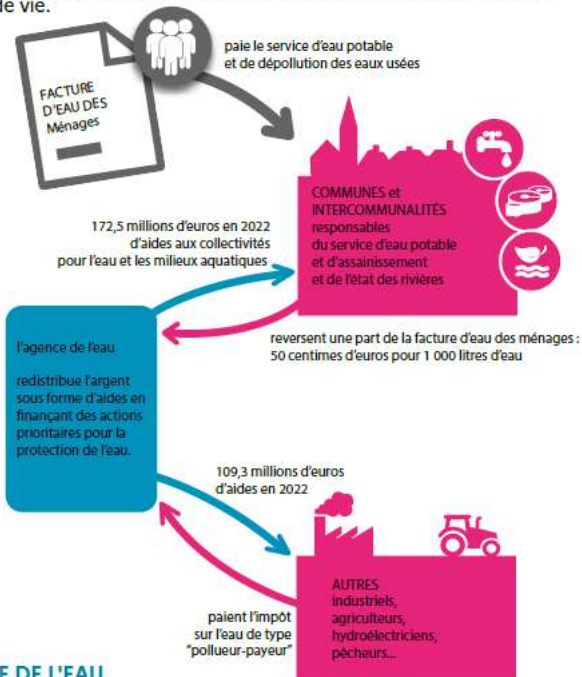 de vie.
paie le service d'eau potable
et de dépollution des eaux usées
FACTURE
D'EAU DES
Ménages
COMMUNES et
INTERCOMMUNALITÉS
responsables
du service d'eau potable
et d'assainissement
et de l'état des rivières
172,5 millions d'euros en 2022
d'aides aux collectivités
pour l'eau et les milieux aquatiques
reversent une part de la facture d'eau des ménages :
50 centimes d'euros pour 1 000 litres d'eau
l'agence de l'eau
redistribue l'argent
sous forme d'aides en
finançant des actions
prioritaires pour la
protection de l'eau.
109,3 millions d'euros
d'aides en 2022
AUTRES
industriels,
agriculteurs,
hydroélectriciens,
pêcheurs...
paient l'impôt
sur l'eau de type
"pollueur-payeur"
DE L'EAU